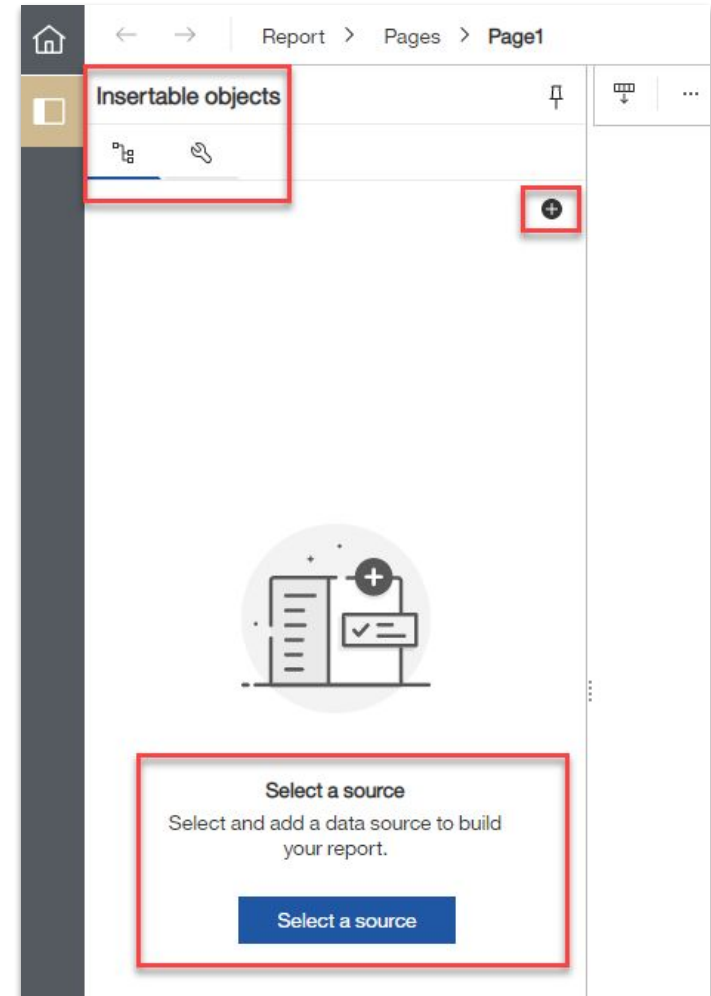 Report > Pages > Page1
Insertable objects
Select a source
Select and add a data source to build
your report.
Select a source